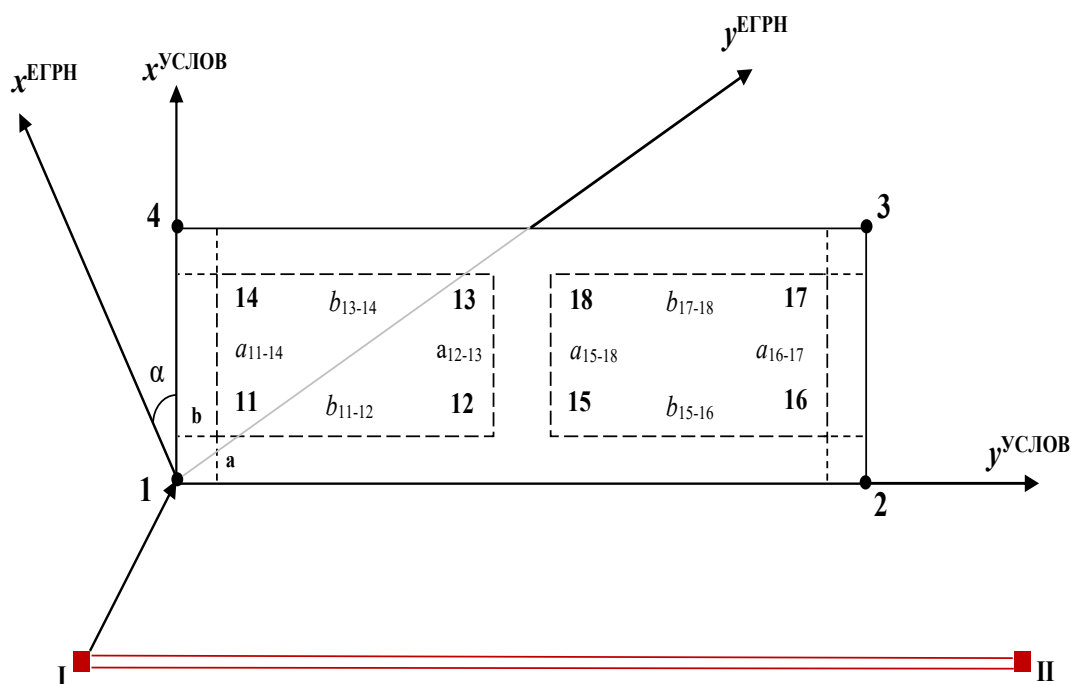 y^ЕГРН
x^ЕГРН
x^УСЛОВ
4
3
14
b₁₃₋₁₄
13
18
b₁₇₋₁₈
17
a₁₁₋₁₄
a₁₂₋₁₃
a₁₅₋₁₈
a₁₆₋₁₇
α
11
b₁₁₋₁₂
12
15
b₁₅₋₁₆
16
b
a
y^УСЛОВ
1
2
I
II